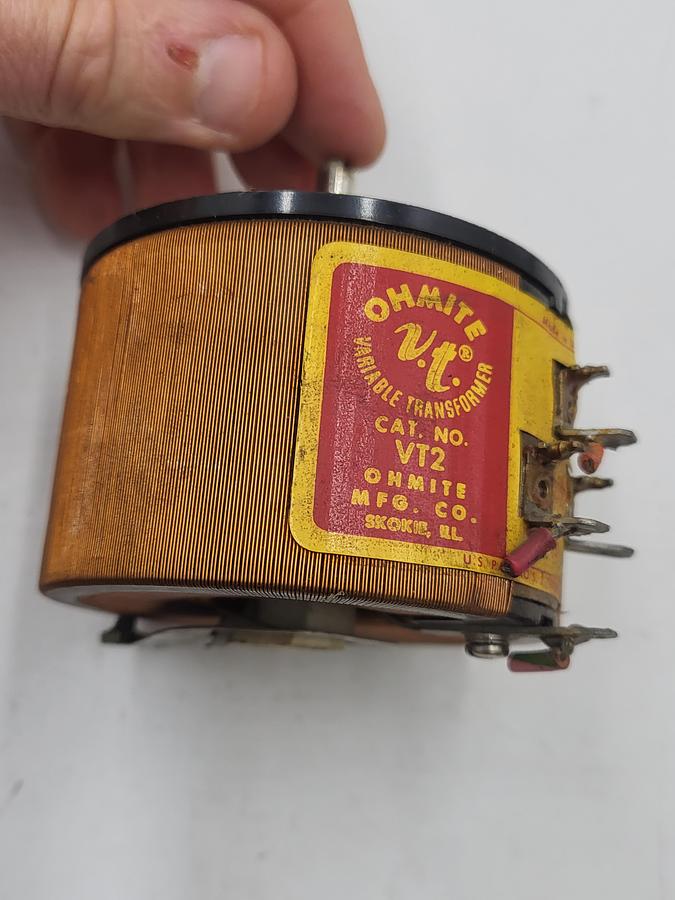 OHMITE
v.t.®
VARIABLE TRANSFORMER
CAT. NO.
VT2
OHMITE
MFG. CO.
SKOKIE, ILL.
U.S.